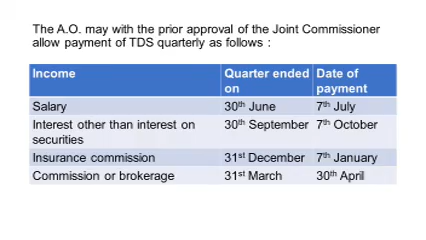 The A.O. may with the prior approval of the Joint Commissioner
allow payment of TDS quarterly as follows :
Income Quarter ended on Date of payment
Salary 30th June 7th July
Interest other than interest on securities 30th September 7th October
Insurance commission 31st December 7th January
Commission or brokerage 31st March 30th April